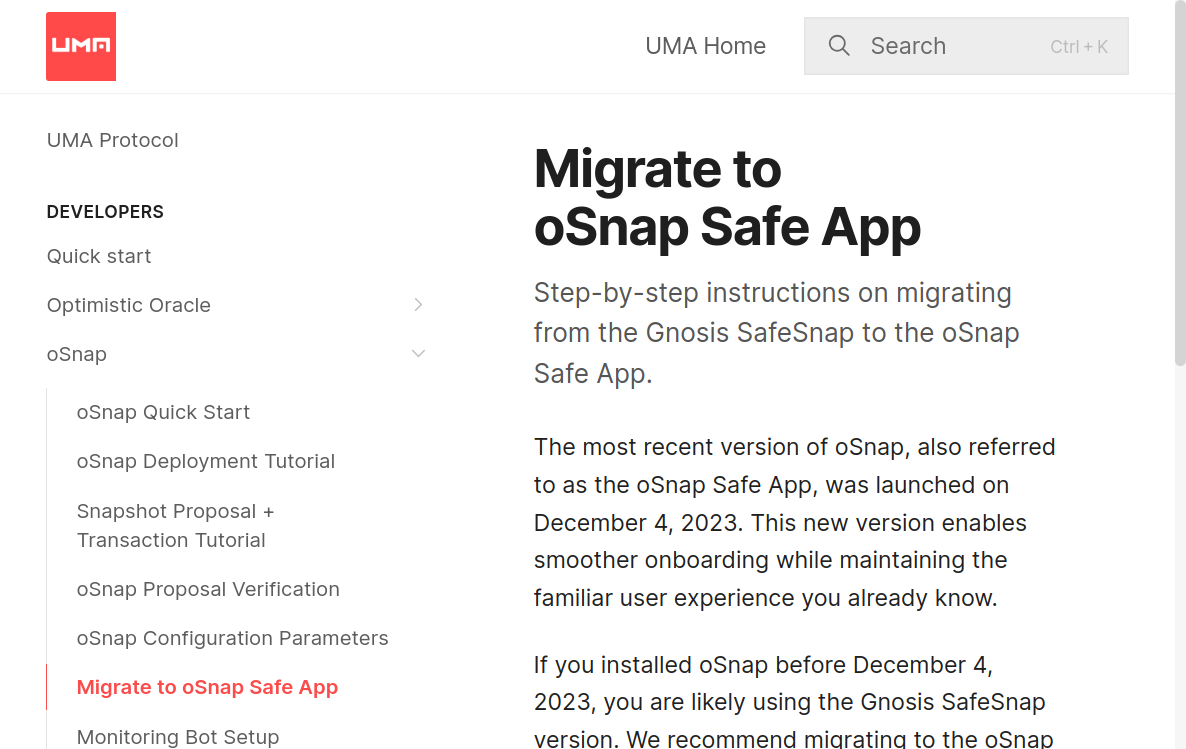 UMA
UMA Home
Search
Ctrl + K
UMA Protocol
DEVELOPERS
Quick start
Optimistic Oracle
oSnap
oSnap Quick Start
oSnap Deployment Tutorial
Snapshot Proposal +
Transaction Tutorial
oSnap Proposal Verification
oSnap Configuration Parameters
Migrate to oSnap Safe App
Monitoring Bot Setup
Migrate to
oSnap Safe App
Step-by-step instructions on migrating
from the Gnosis SafeSnap to the oSnap
Safe App.
The most recent version of oSnap, also referred
to as the oSnap Safe App, was launched on
December 4, 2023. This new version enables
smoother onboarding while maintaining the
familiar user experience you already know.
If you installed oSnap before December 4,
2023, you are likely using the Gnosis SafeSnap
version. We recommend migrating to the oSnap